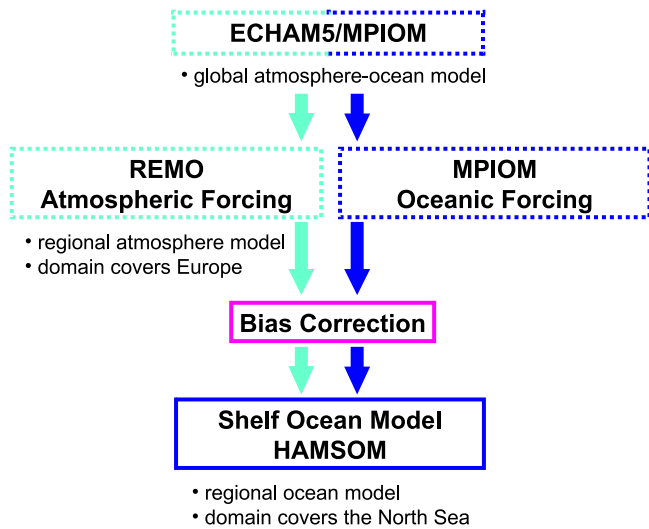 ECHAM5/MPIOM
• global atmosphere-ocean model
REMO
Atmospheric Forcing
MPIOM
Oceanic Forcing
• regional atmosphere model
• domain covers Europe
Bias Correction
Shelf Ocean Model
HAMSOM
• regional ocean model
• domain covers the North Sea